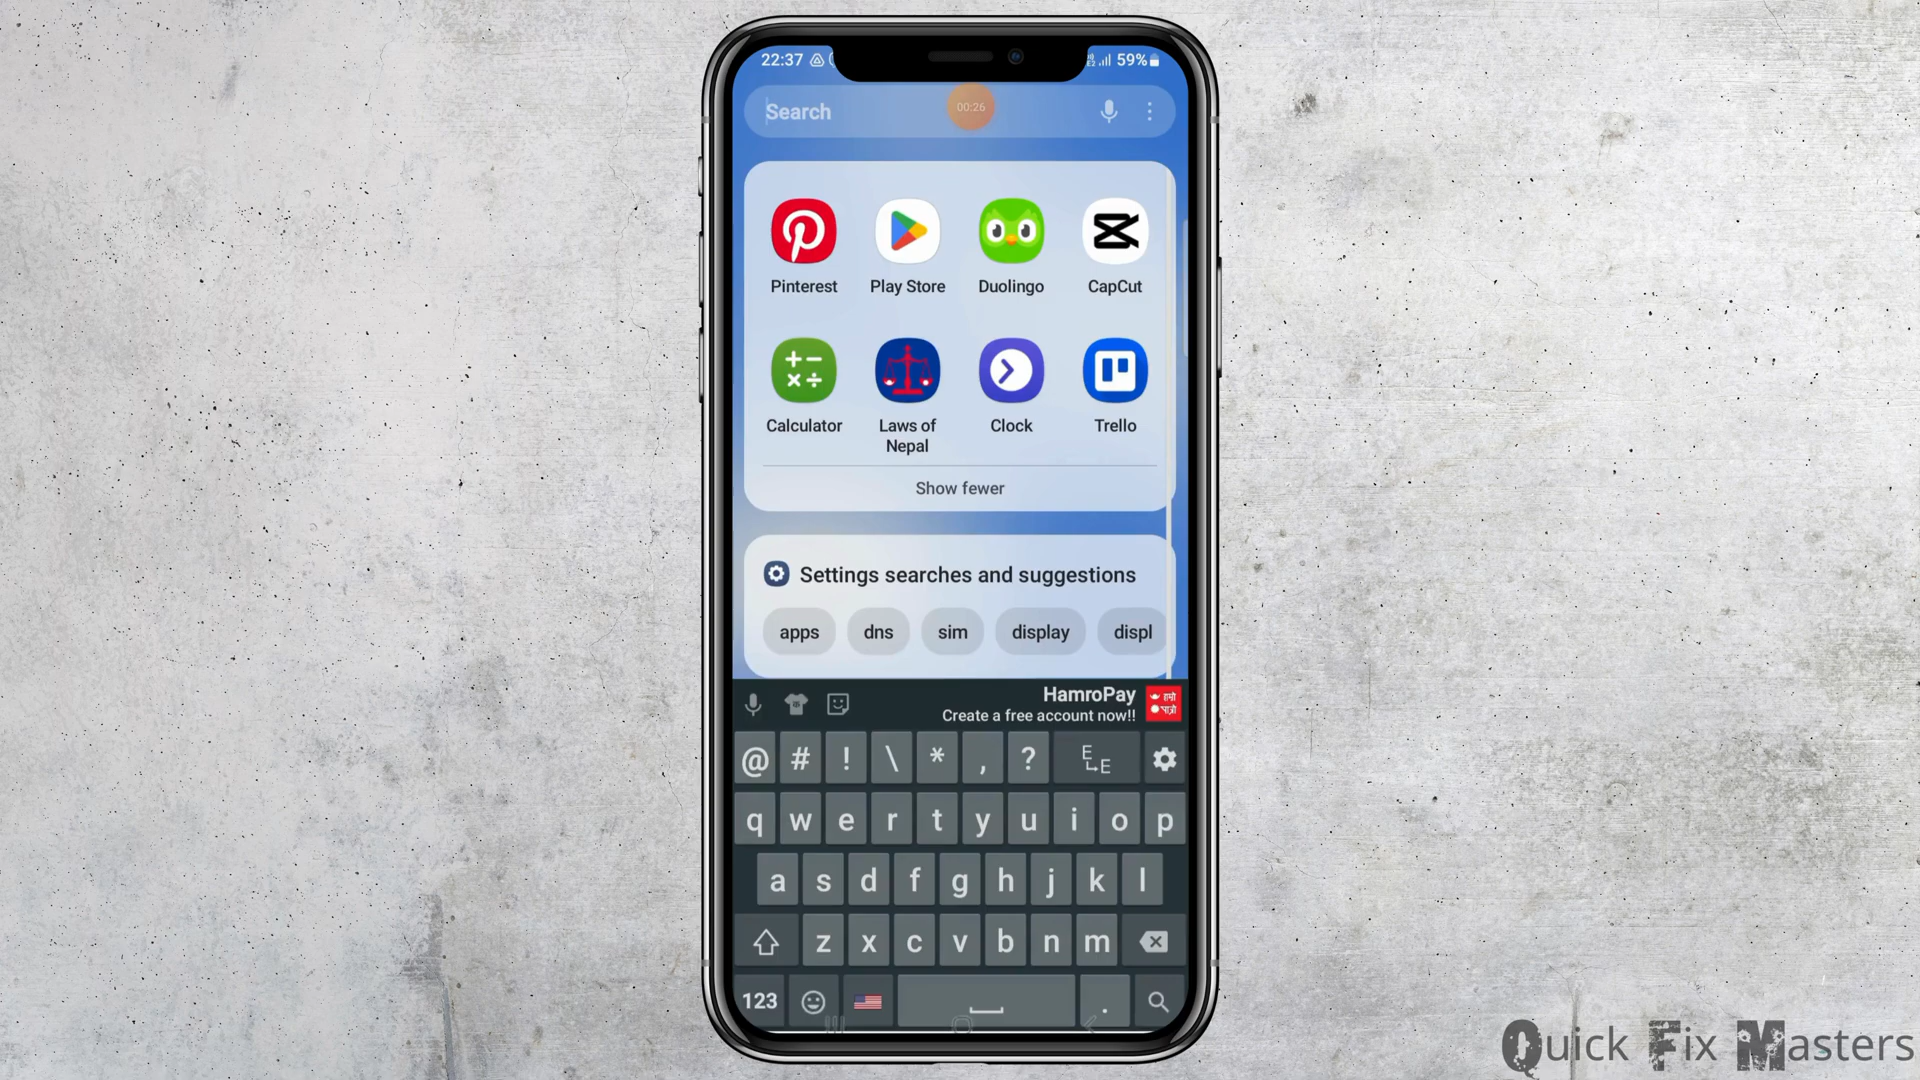 22:37
59%
Search
00:26
Pinterest
Play Store
Duolingo
CapCut
Calculator
Laws of Nepal
Clock
Trello
Show fewer
Settings searches and suggestions
apps
dns
sim
display
displ
HamroPay
Create a free account now!!
@ # ! \ * , ? E E
q w e r t y u i o p
a s d f g h j k l
z x c v b n m
123 .
Quick Fix Masters